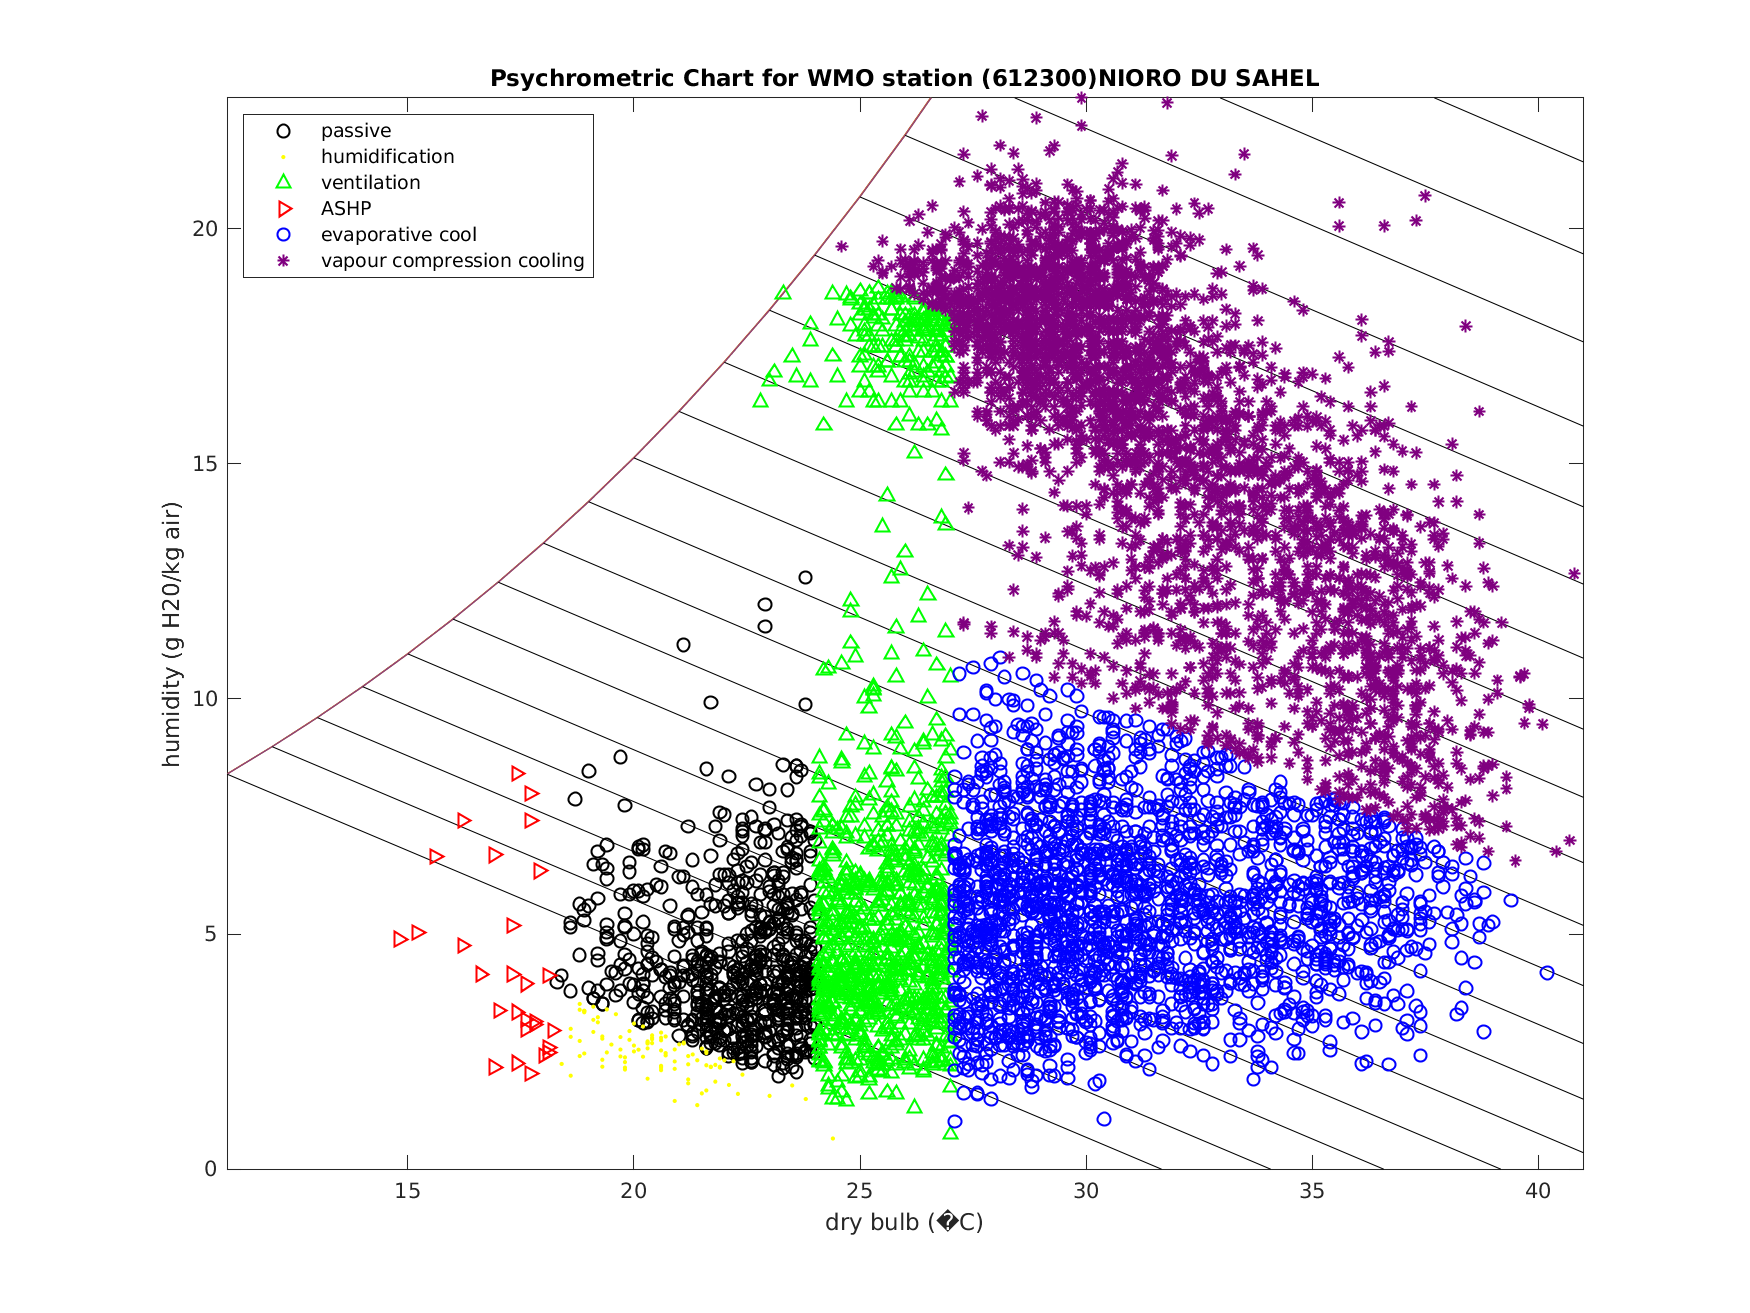 Psychrometric Chart for WMO station (612300)NIORO DU SAHEL
passive
humidification
ventilation
ASHP
evaporative cool
vapour compression cooling
humidity (g H20/kg air)
20
15
10
5
0
15 20 25 30 35 40
dry bulb (�C)